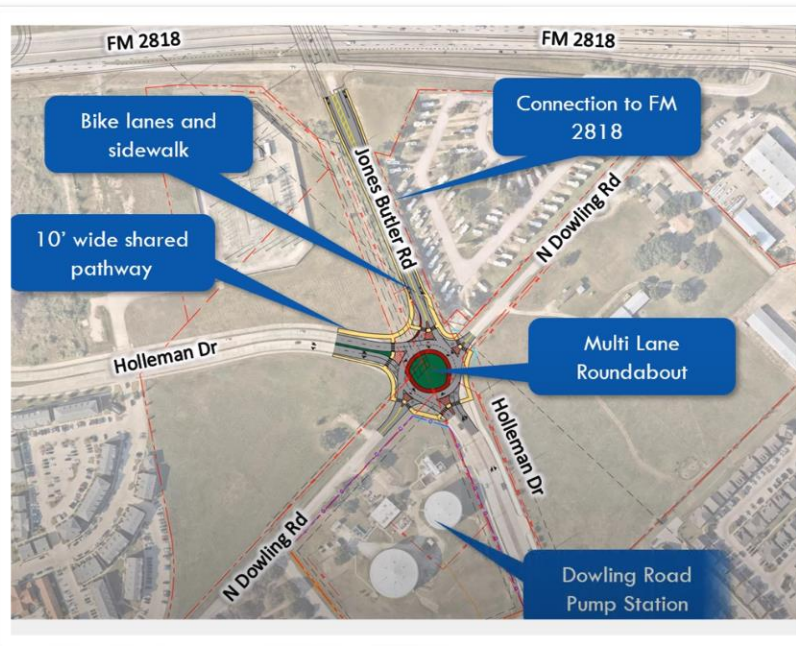 FM 2818
FM 2818
Bike lanes and
sidewalk
Connection to FM
2818
Jones Butler Rd
N Dowling Rd
10' wide shared
pathway
Holleman Dr
Multi Lane
Roundabout
Holleman Dr
N Dowling Rd
Dowling Road
Pump Station